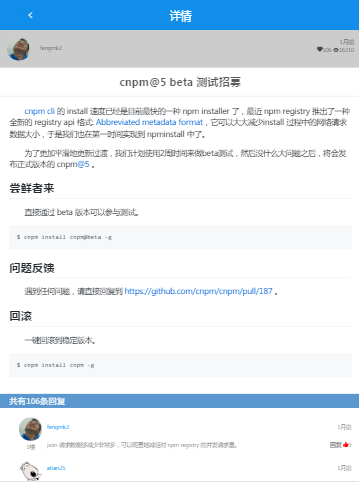 详情
1月前
fengmk2
106 16310
cnpm@5 beta 测试招募
cnpm cli 的 install 速度已经是目前最快的一种 npm installer 了，最近 npm registry 推出了一种
全新的 registry api 格式: Abbreviated metadata format，它可以大大减少install 过程中的网络请求
数据大小，于是我们也在第一时间实现到 npminstall 中了。
为了更加平滑地更新过渡，我们计划使用2周时间来做beta测试，然后没什么大问题之后，将会发
布正式版本的 cnpm@5 。
尝鲜者来
直接通过 beta 版本可以参与测试。
$ cnpm install cnpm@beta -g
问题反馈
遇到任何问题，请直接回复到 https://github.com/cnpm/cnpm/pull/187 。
回滚
一键回滚到稳定版本。
$ cnpm install cnpm -g
共有106条回复
fengmk2
1月前
1楼
json 请求数据能够减少非常多，可以明显地减轻对 npm registry 的并发请求量。
回复
atian25
1月前